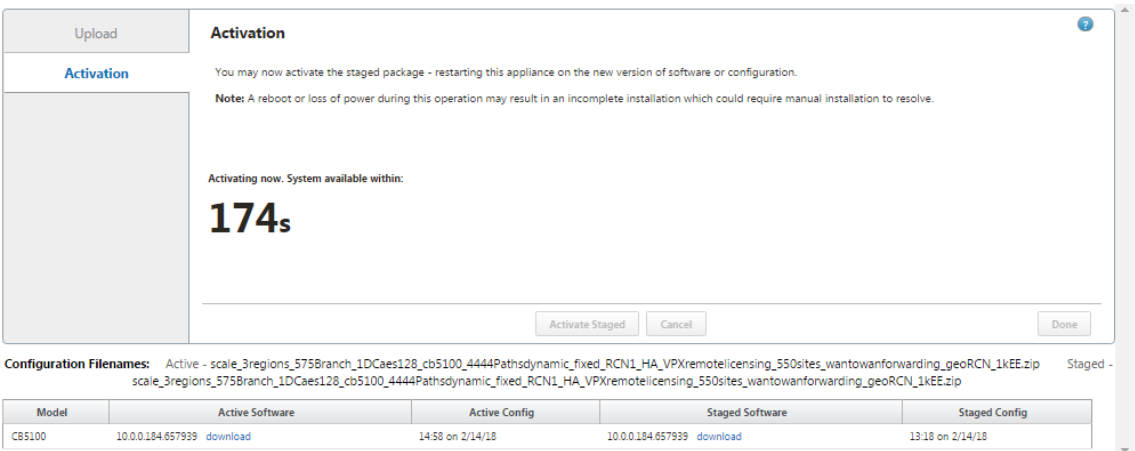 Upload
Activation
Activation
You may now activate the staged package - restarting this appliance on the new version of software or configuration.
Note: A reboot or loss of power during this operation may result in an incomplete installation which could require manual installation to resolve.
Activating now. System available within:
174s
Activate Staged Cancel Done
Configuration Filenames: Active - scale_3regions_575Branch_1DCaes128_cb5100_4444Pathsdynamic_fixed_RCN1_HA_VPXremotelicensing_550sites_wantowanforwarding_geoRCN_1kEE.zip Staged -
scale_3regions_575Branch_1DCaes128_cb5100_4444Pathsdynamic_fixed_RCN1_HA_VPXremotelicensing_550sites_wantowanforwarding_geoRCN_1kEE.zip
Model Active Software Active Config Staged Software Staged Config
CB5100 10.0.0.184.657939 download 14:58 on 2/14/18 10.0.0.184.657939 download 13:18 on 2/14/18